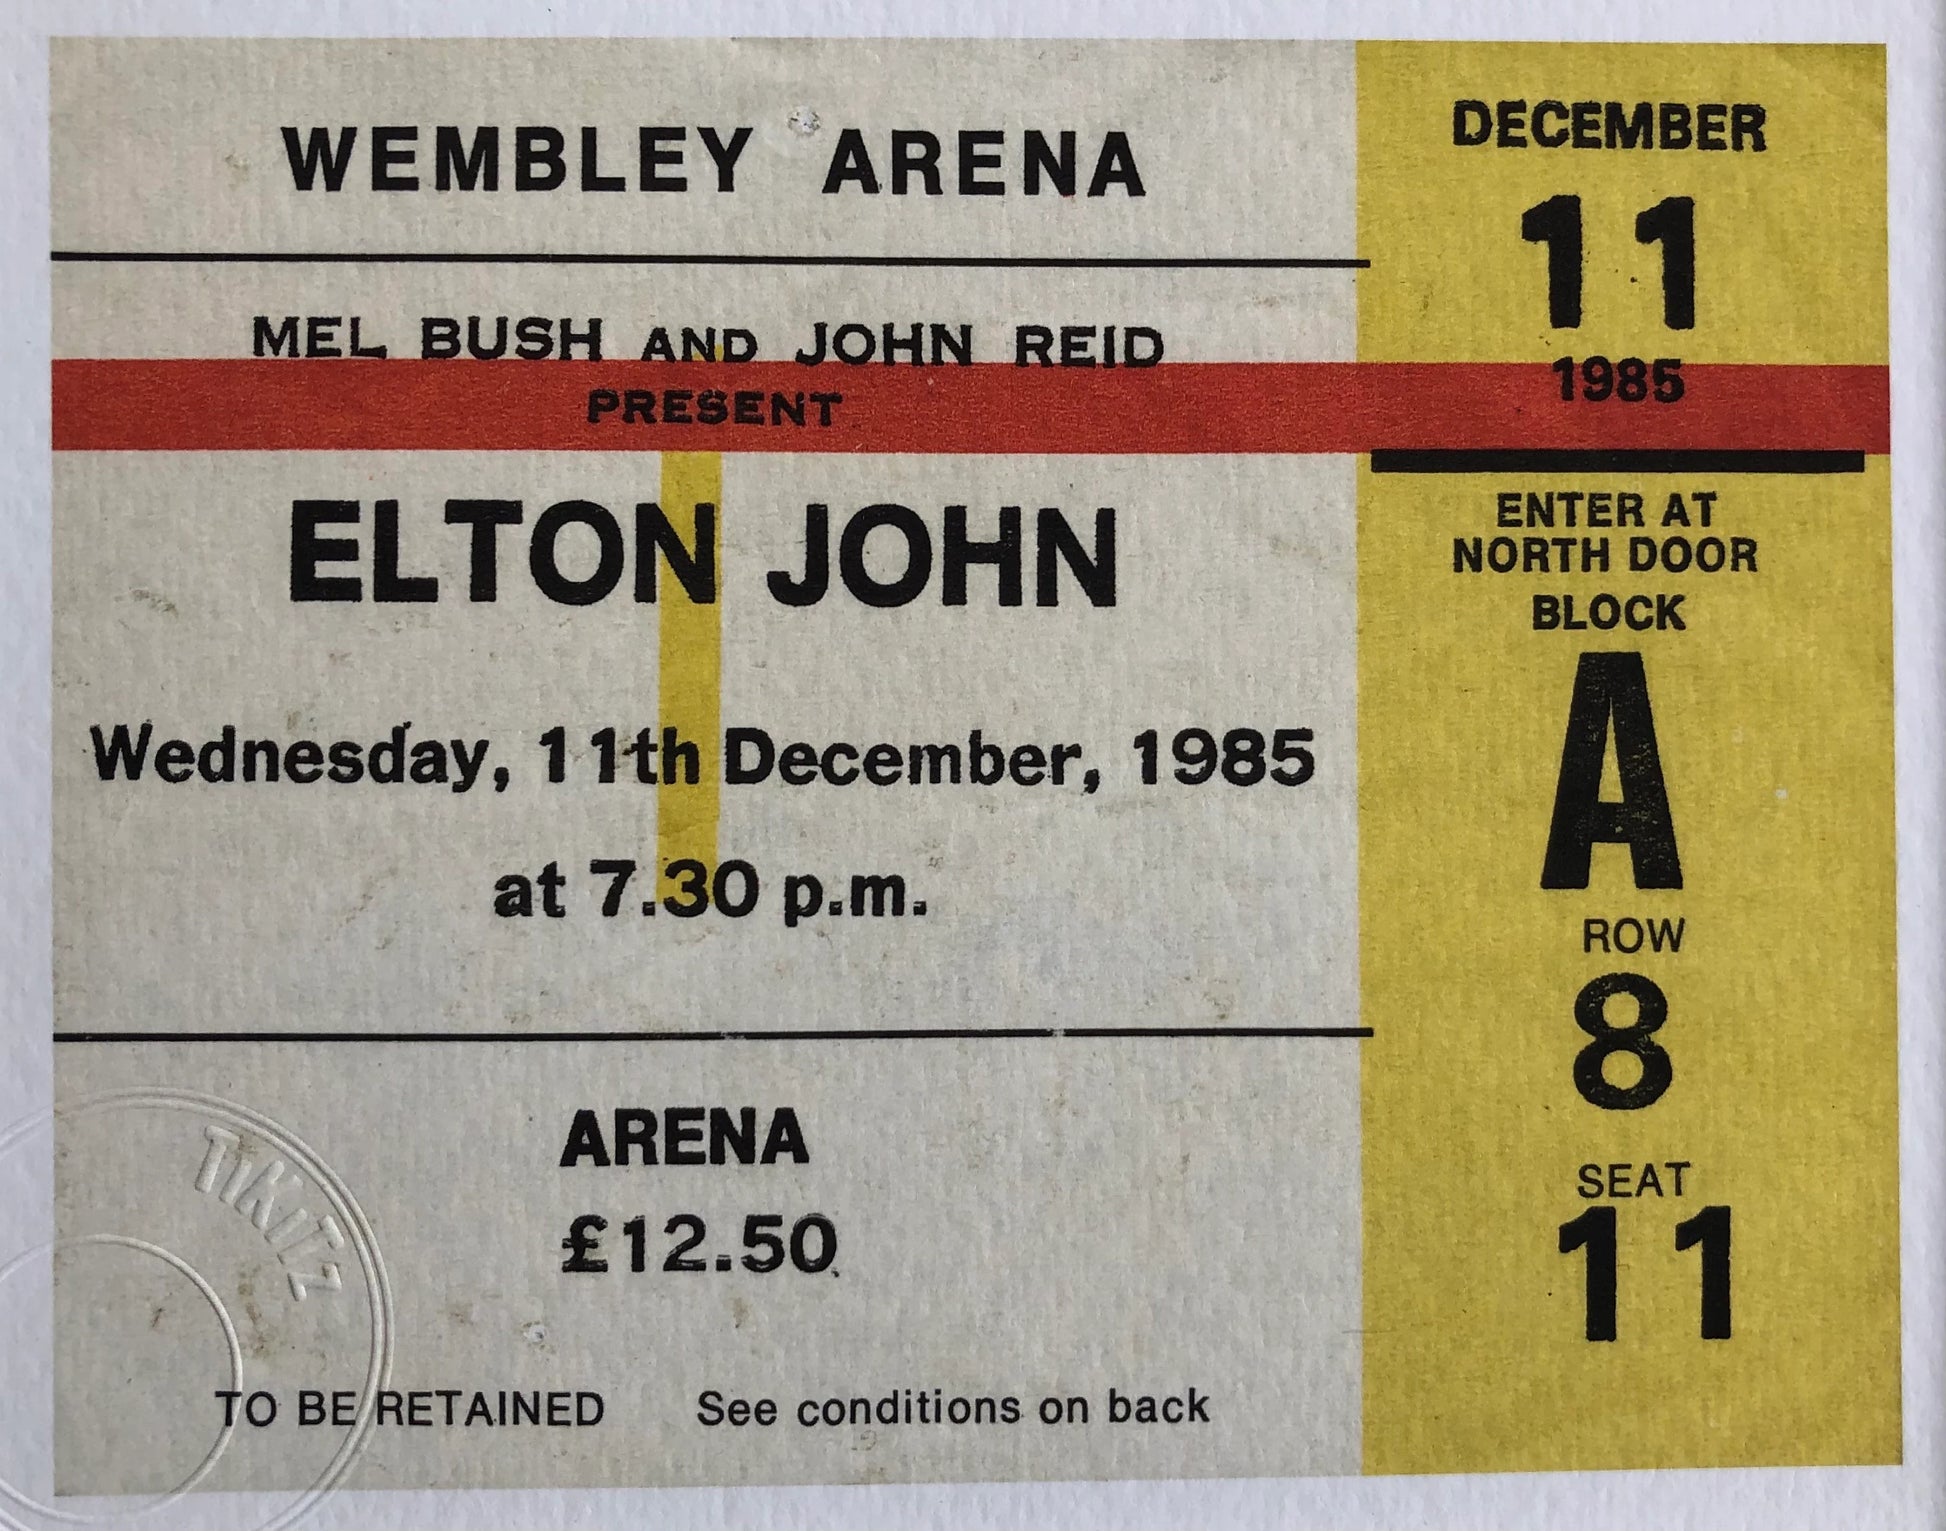 WEMBLEY ARENA
MEL BUSH AND JOHN REID
PRESENT
ELTON JOHN
Wednesday, 11th December, 1985
at 7.30 p.m.
ARENA
£12.50
TO BE RETAINED See conditions on back
TiKiTZ
DECEMBER
11
1985
ENTER AT
NORTH DOOR
BLOCK
A
ROW
8
SEAT
11